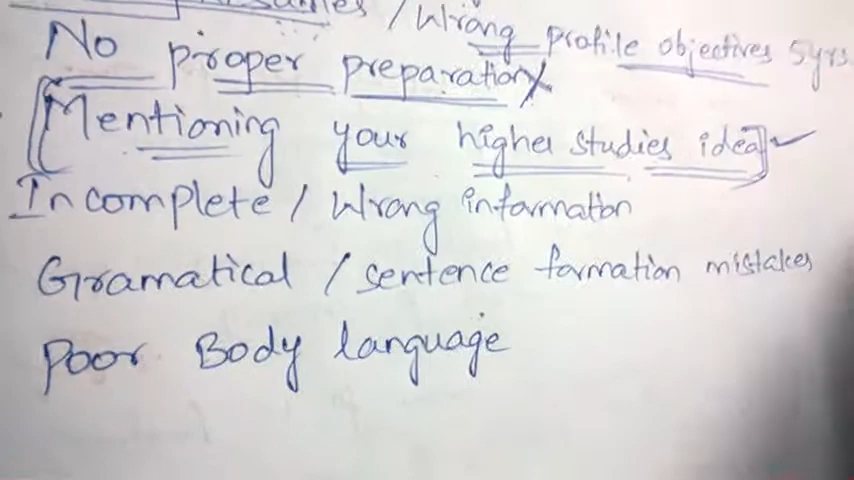 / Wrong profile objectives 5yrs
No proper preparation
Mentioning your higher studies idea
Incomplete / Wrong information
Gramatical / sentence formation mistakes
Poor Body language